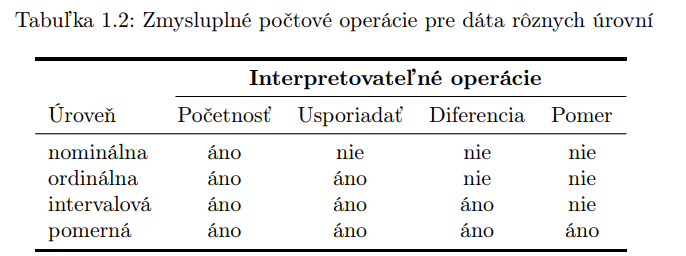 Tabuľka 1.2: Zmysluplné počtové operácie pre dáta rôznych úrovní
Interpretovateľné operácie
Úroveň Početnosť Usporiadať Diferencia Pomer
nominálna áno nie nie nie
ordinálna áno áno nie nie
intervalová áno áno áno nie
pomerná áno áno áno áno